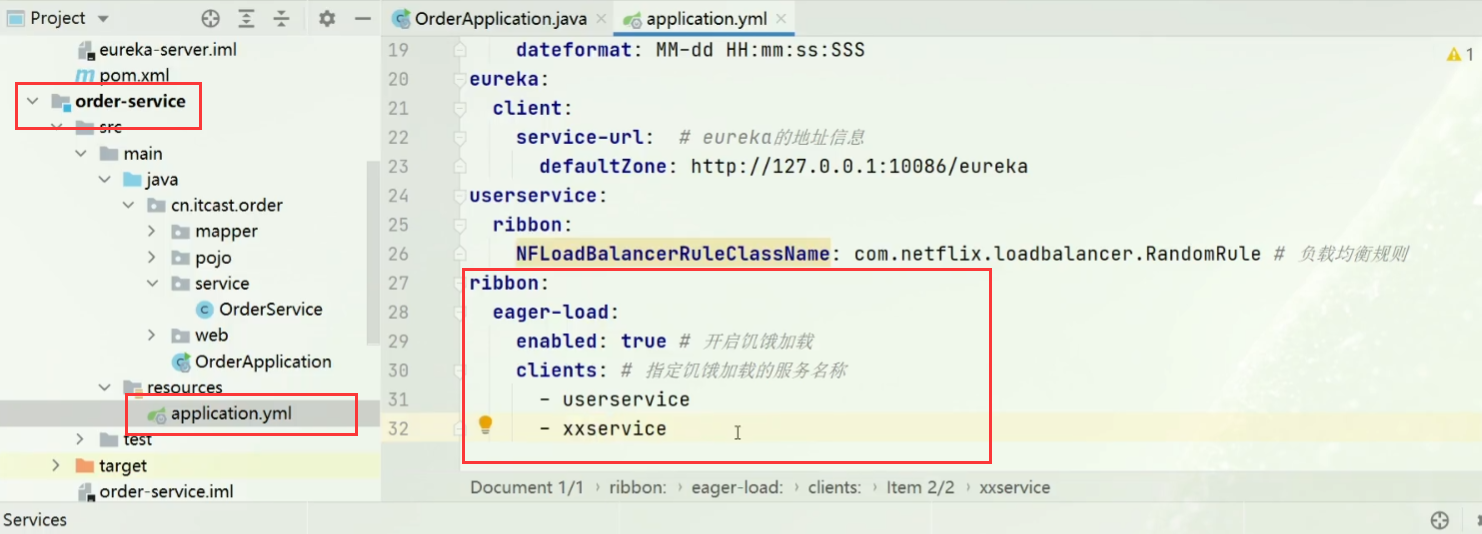 Project
eureka-server.iml
pom.xml
order-service
src
main
java
cn.itcast.order
mapper
pojo
service
OrderService
web
OrderApplication
resources
application.yml
test
target
order-service.iml
Services
OrderApplication.java
application.yml
1
19 dateformat: MM-dd HH:mm:ss:SSS
20 eureka:
21 client:
22 service-url: # eureka的地址信息
23 defaultZone: http://127.0.0.1:10086/eureka
24 userservice:
25 ribbon:
26 NFLoadBalancerRuleClassName: com.netflix.loadbalancer.RandomRule # 负载均衡规则
27 ribbon:
28 eager-load:
29 enabled: true # 开启饥饿加载
30 clients: # 指定饥饿加载的服务名称
31 - userservice
32 - xxservice
Document 1/1 › ribbon: › eager-load: › clients: › Item 2/2 › xxservice